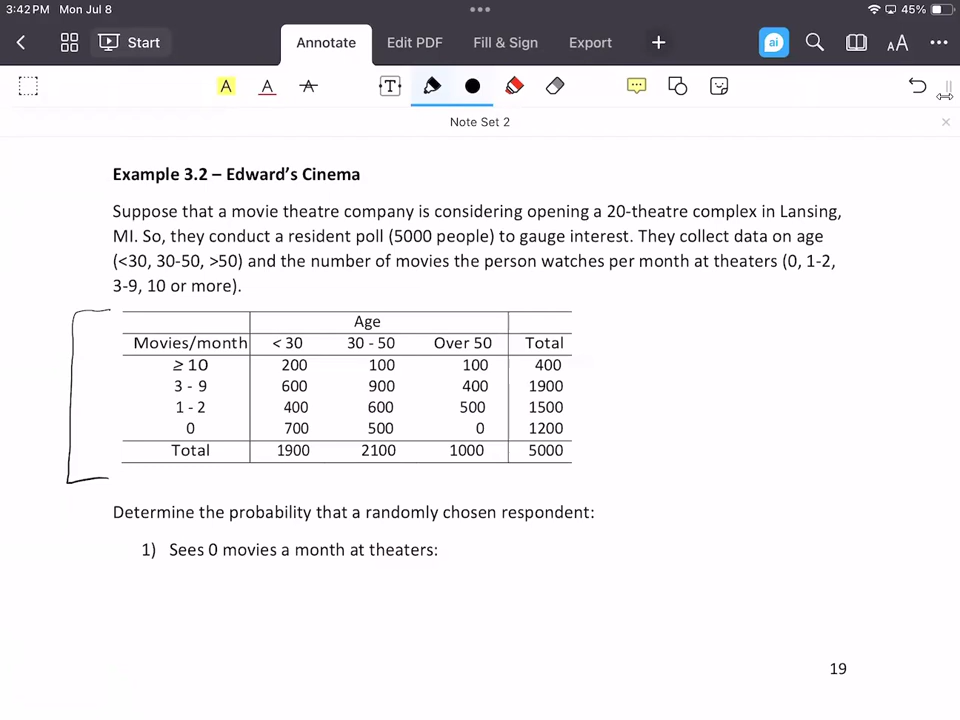 3:42 PM Mon Jul 8 45%
Start Annotate Edit PDF Fill & Sign Export ai AA
A A A T
Note Set 2
Example 3.2 – Edward's Cinema
Suppose that a movie theatre company is considering opening a 20-theatre complex in Lansing,
MI. So, they conduct a resident poll (5000 people) to gauge interest. They collect data on age
(<30, 30-50, >50) and the number of movies the person watches per month at theaters (0, 1-2,
3-9, 10 or more).
Age
Movies/month < 30 30 - 50 Over 50 Total
≥ 10 200 100 100 400
3 - 9 600 900 400 1900
1 - 2 400 600 500 1500
0 700 500 0 1200
Total 1900 2100 1000 5000
Determine the probability that a randomly chosen respondent:
1) Sees 0 movies a month at theaters:
19